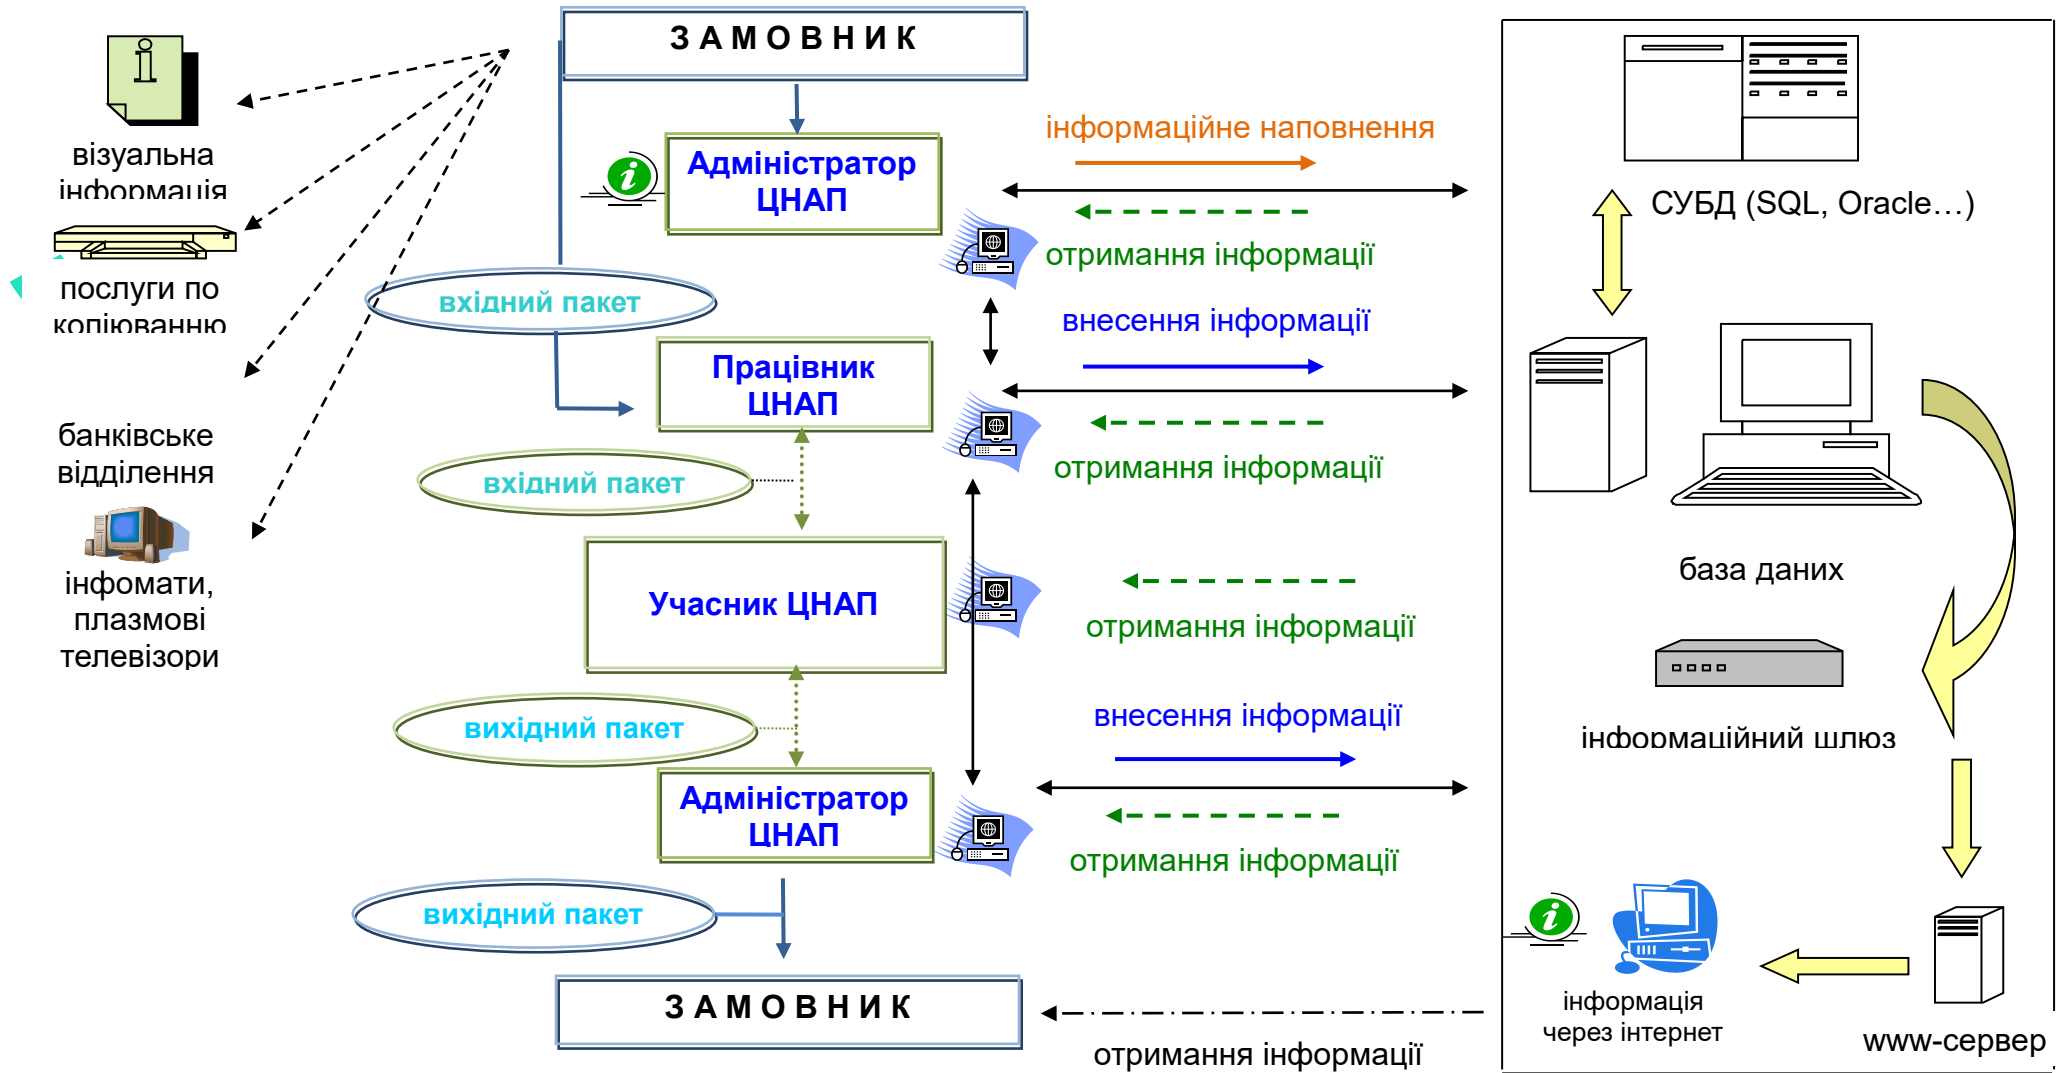 З А М О В Н И К
візуальна
інформація
послуги по
копіюванню
банківське
відділення
інфомати,
плазмові
телевізори
Адміністратор
ЦНАП
вхідний пакет
Працівник
ЦНАП
вхідний пакет
Учасник ЦНАП
вихідний пакет
Адміністратор
ЦНАП
вихідний пакет
З А М О В Н И К
інформаційне наповнення
отримання інформації
внесення інформації
отримання інформації
отримання інформації
внесення інформації
отримання інформації
отримання інформації
СУБД (SQL, Oracle…)
база даних
інформаційний шлюз
інформація
через інтернет
www-сервер